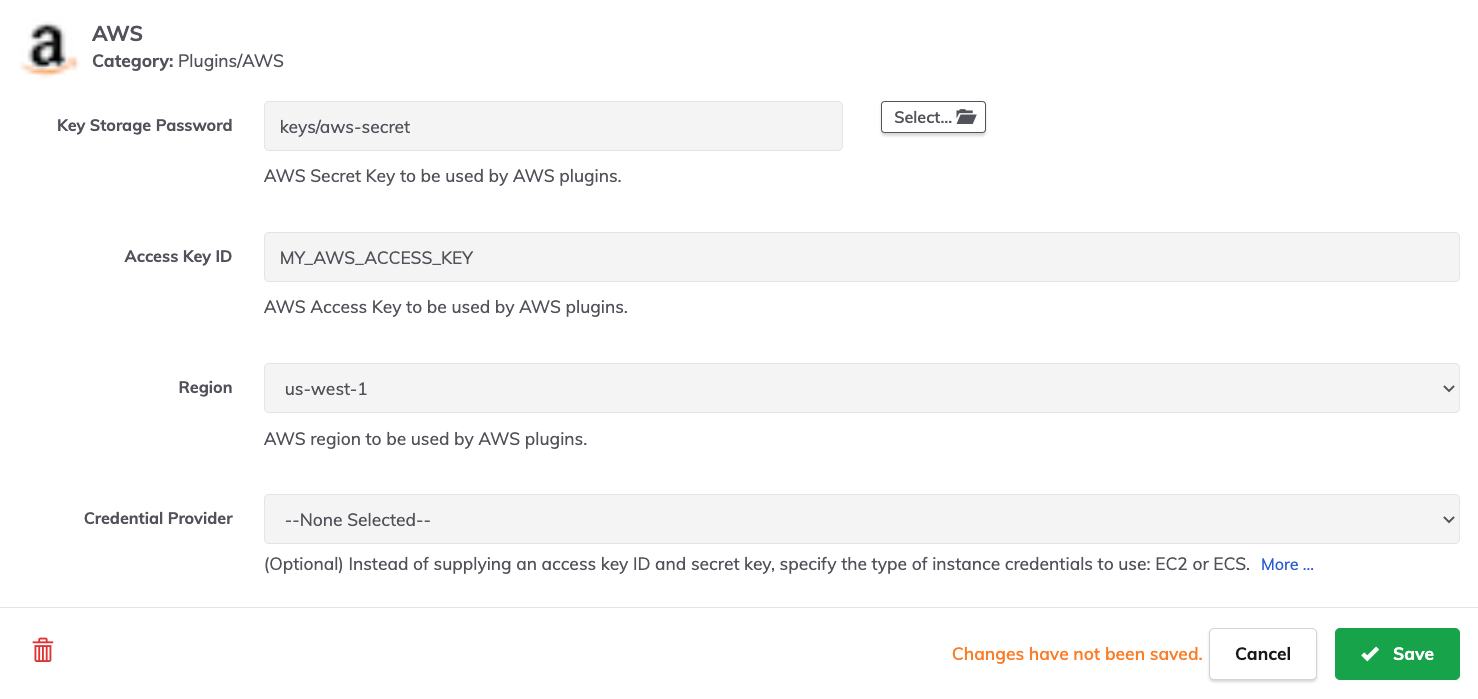 AWS
Category: Plugins/AWS
Key Storage Password
keys/aws-secret
Select...
AWS Secret Key to be used by AWS plugins.
Access Key ID
MY_AWS_ACCESS_KEY
AWS Access Key to be used by AWS plugins.
Region
us-west-1
AWS region to be used by AWS plugins.
Credential Provider
--None Selected--
(Optional) Instead of supplying an access key ID and secret key, specify the type of instance credentials to use: EC2 or ECS. More ...
Changes have not been saved.
Cancel
Save